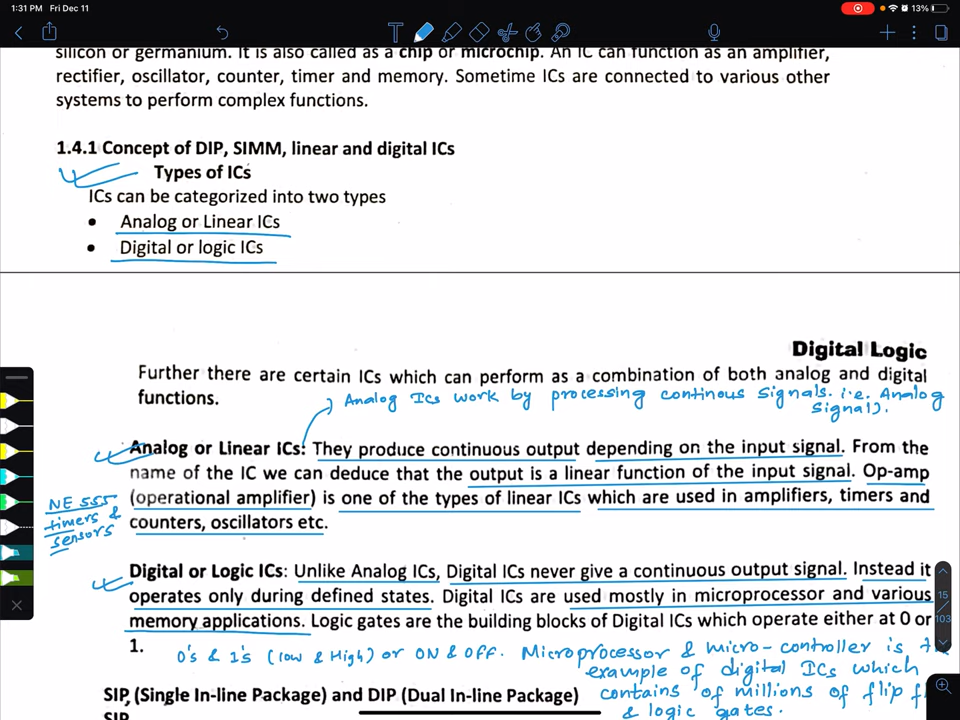 1:31 PM Fri Dec 11
13%
silicon or germanium. It is also called as a chip or microchip. An IC can function as an amplifier,
rectifier, oscillator, counter, timer and memory. Sometime ICs are connected to various other
systems to perform complex functions.
1.4.1 Concept of DIP, SIMM, linear and digital ICs
Types of ICs
ICs can be categorized into two types
• Analog or Linear ICs
• Digital or logic ICs
Digital Logic
Further there are certain ICs which can perform as a combination of both analog and digital
functions.
Analog ICs work by processing continous signals. i.e. Analog
Signal).
Analog or Linear ICs: They produce continuous output depending on the input signal. From the
name of the IC we can deduce that the output is a linear function of the input signal. Op-amp
(operational amplifier) is one of the types of linear ICs which are used in amplifiers, timers and
counters, oscillators etc.
NE 555
timers &
sensors
Digital or Logic ICs: Unlike Analog ICs, Digital ICs never give a continuous output signal. Instead it
operates only during defined states. Digital ICs are used mostly in microprocessor and various
memory applications. Logic gates are the building blocks of Digital ICs which operate either at 0 or
1.
0's & 1's (low & High) or ON & OFF. Microprocessor & micro-controller is
example of digital ICs which
contains of millions of flip
& logic gates.
15
103
SIP (Single In-line Package) and DIP (Dual In-line Package)
SIP